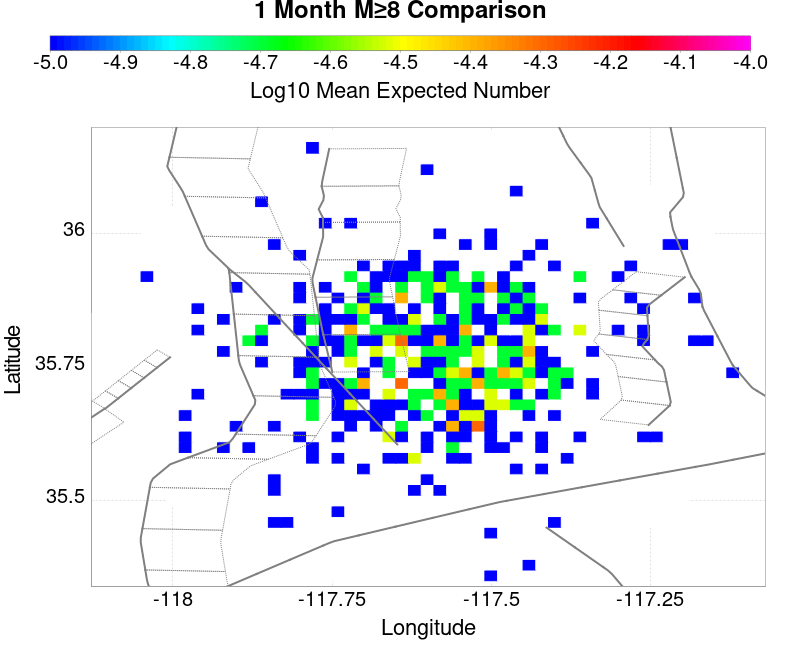 1 Month M≥8 Comparison
-5.0 -4.9 -4.8 -4.7 -4.6 -4.5 -4.4 -4.3 -4.2 -4.1 -4.0
Log10 Mean Expected Number
36
35.75
35.5
Latitude
-118 -117.75 -117.5 -117.25
Longitude